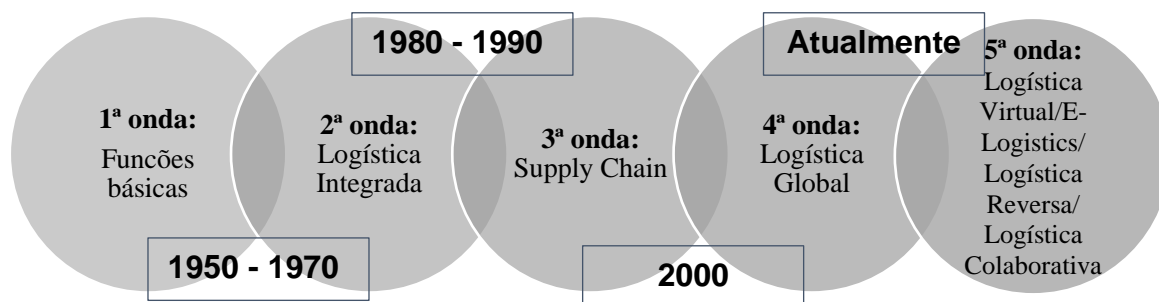 1980 - 1990
Atualmente
1ª onda:
Funcões
básicas
2ª onda:
Logística
Integrada
3ª onda:
Supply Chain
4ª onda:
Logística
Global
5ª onda:
Logística
Virtual/E-
Logistics/
Logística
Reversa/
Logística
Colaborativa
1950 - 1970
2000